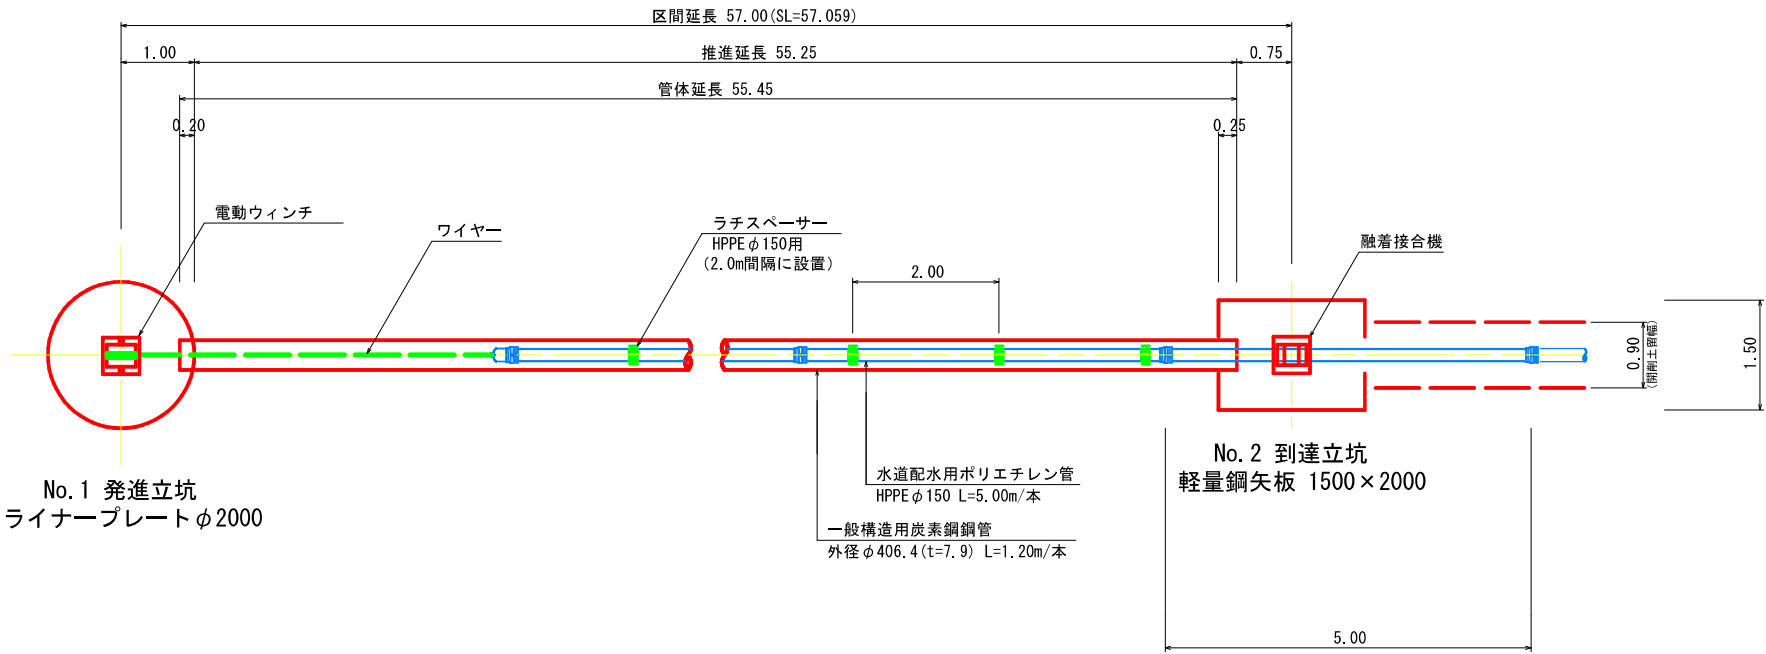 区間延長 57.00(SL=57.059)
1.00
推進延長 55.25
0.75
管体延長 55.45
0.20
0.25
電動ウィンチ
ワイヤー
ラチスペーサー
HPPEφ150用
(2.0m間隔に設置)
2.00
融着接合機
0.90
(開削土留幅)
1.50
No.1 発進立坑
ライナープレートφ2000
水道配水用ポリエチレン管
HPPEφ150 L=5.00m/本
一般構造用炭素鋼鋼管
外径φ406.4(t=7.9) L=1.20m/本
No.2 到達立坑
軽量鋼矢板 1500×2000
5.00